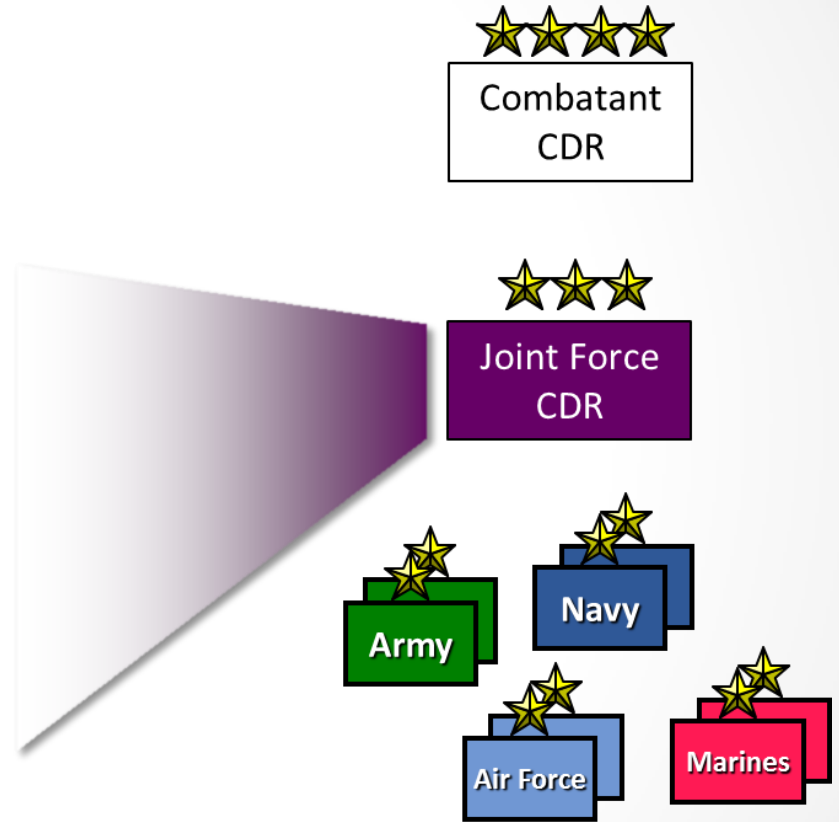 Combatant
CDR
Joint Force
CDR
Army
Navy
Air Force
Marines